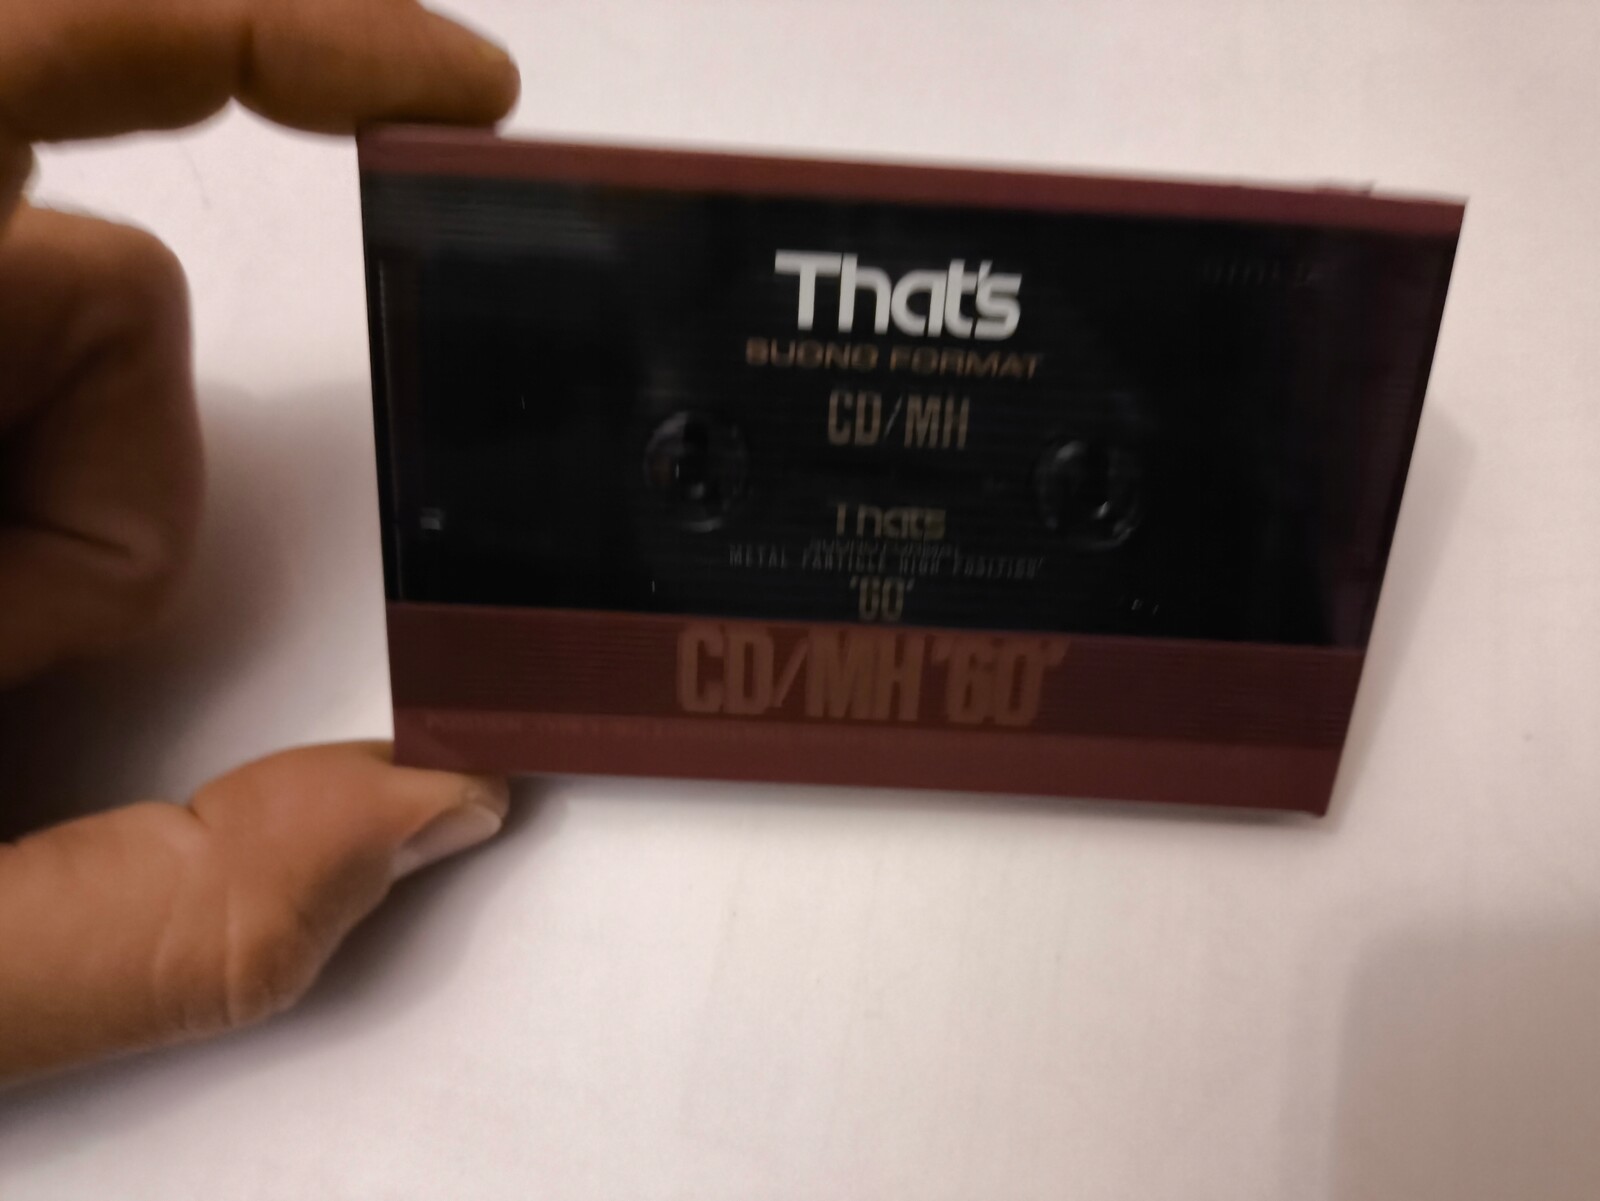 That's
SUONO FORMAT
CD/MH
That's
METAL PARTICLE HIGH POSITION
'60'
CD/MH '60'